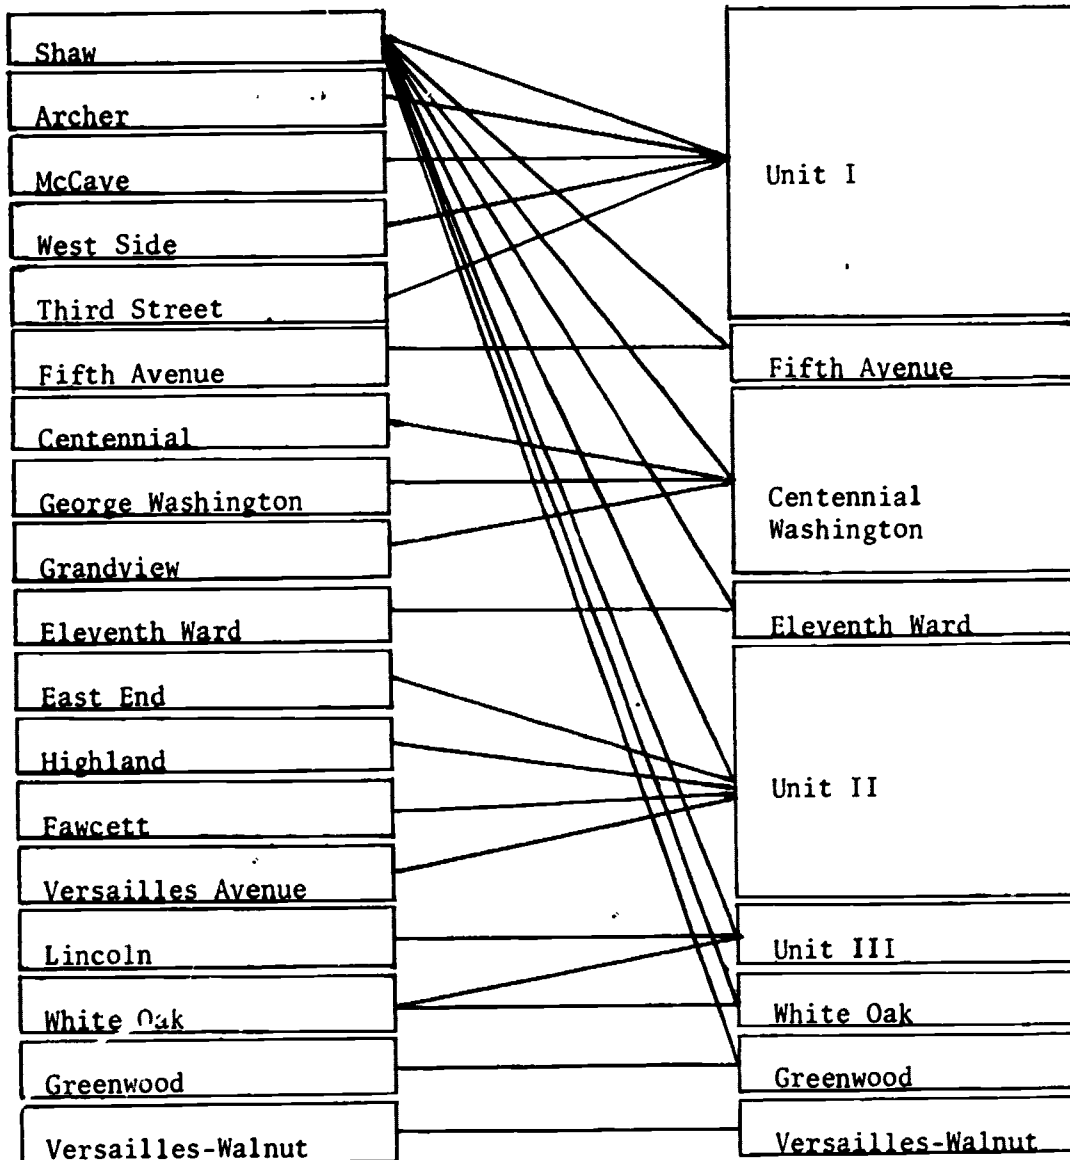 Shaw
Archer
McCave
West Side
Third Street
Fifth Avenue
Centennial
George Washington
Grandview
Eleventh Ward
East End
Highland
Fawcett
Versailles Avenue
Lincoln
White Oak
Greenwood
Versailles-Walnut
Unit I
Fifth Avenue
Centennial
Washington
Eleventh Ward
Unit II
Unit III
White Oak
Greenwood
Versailles-Walnut